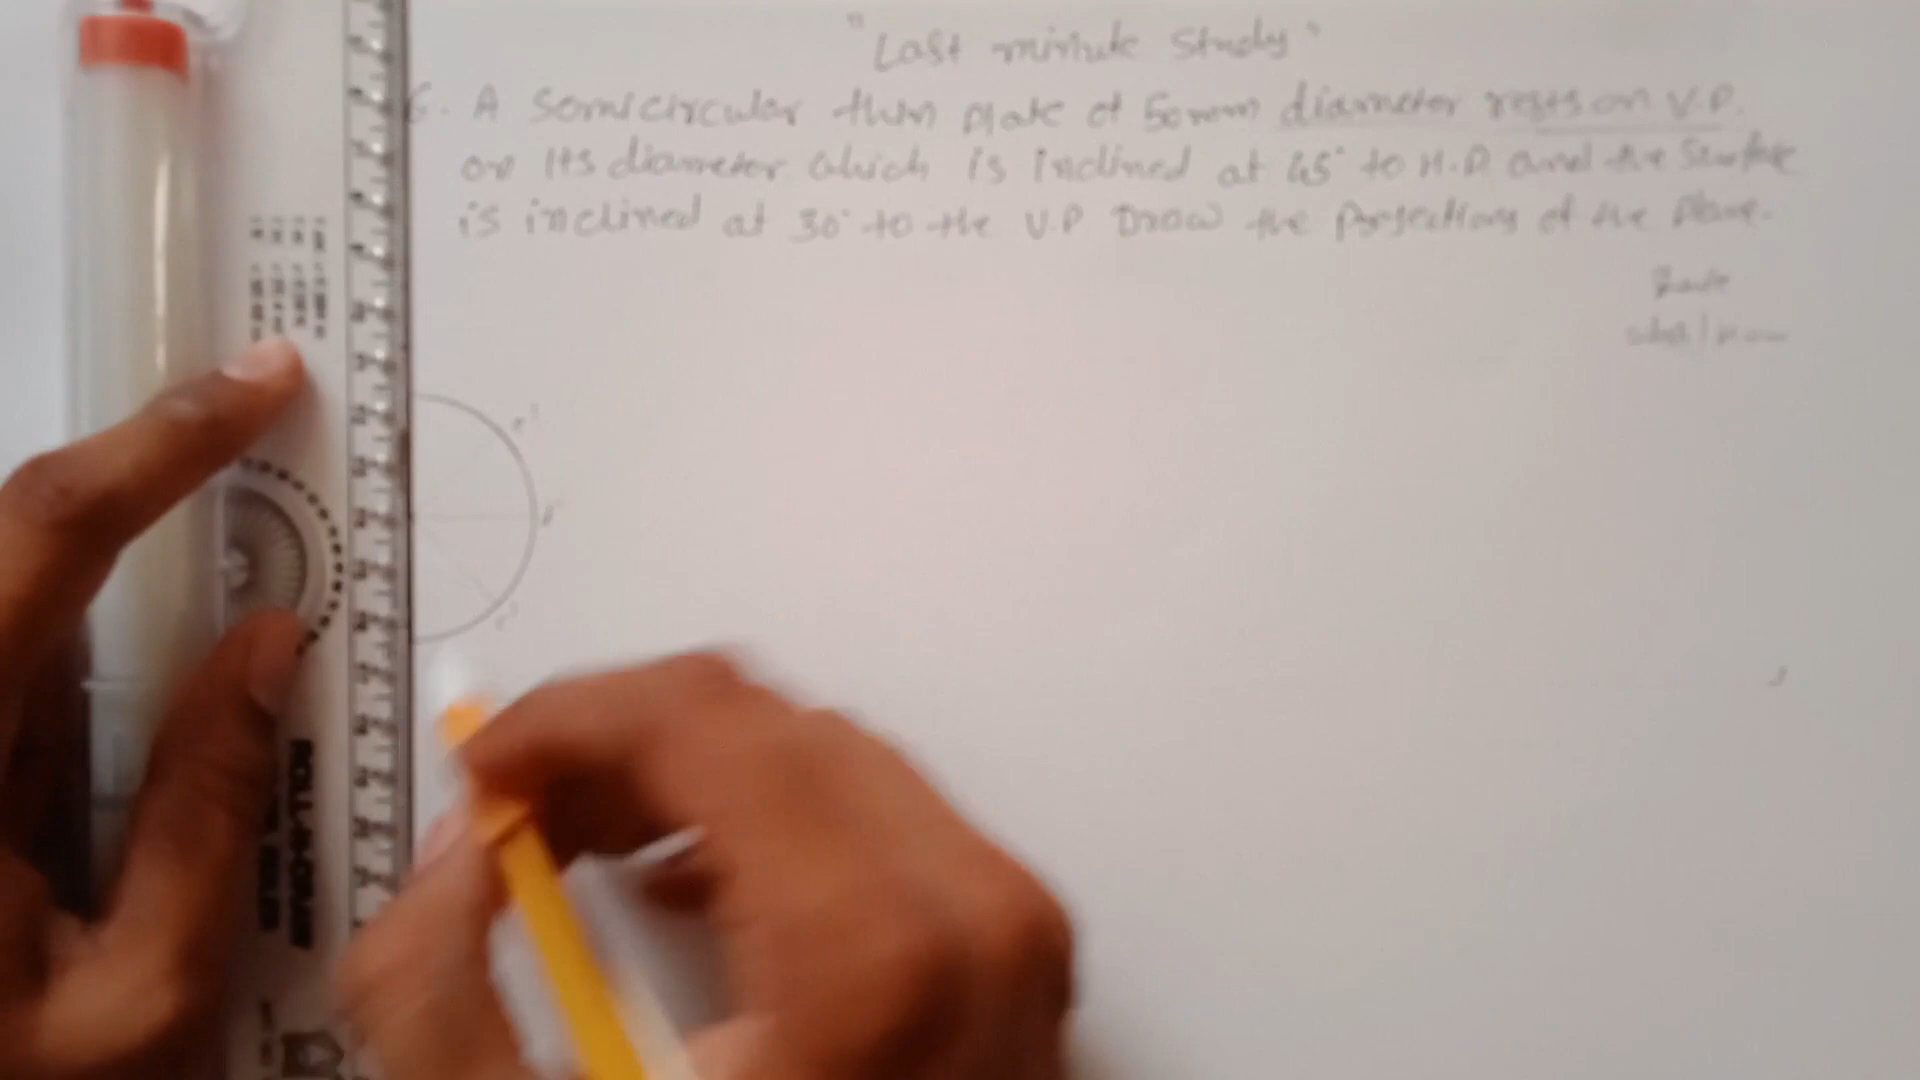 "Last minute Study"
6. A Semicircular thin plate of 50mm diameter rests on V.P.
on its diameter which is inclined at 45° to H.P and the Surface
is inclined at 30° to the V.P Draw the Projections of the plane.